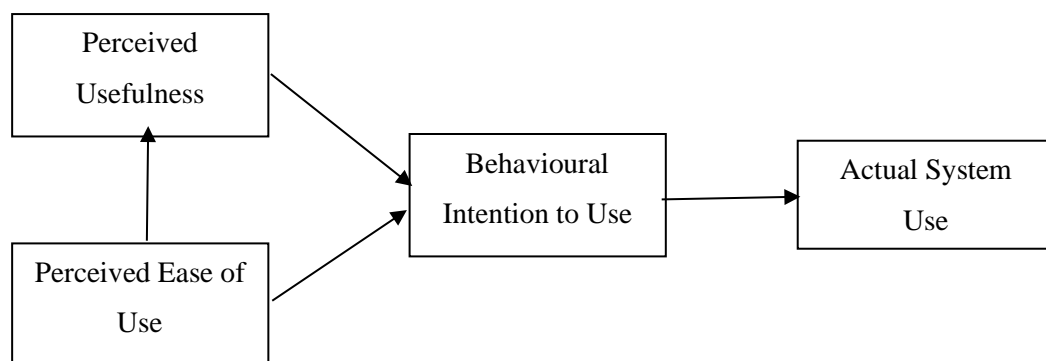 Perceived
Usefulness
Perceived Ease of
Use
Behavioural
Intention to Use
Actual System
Use